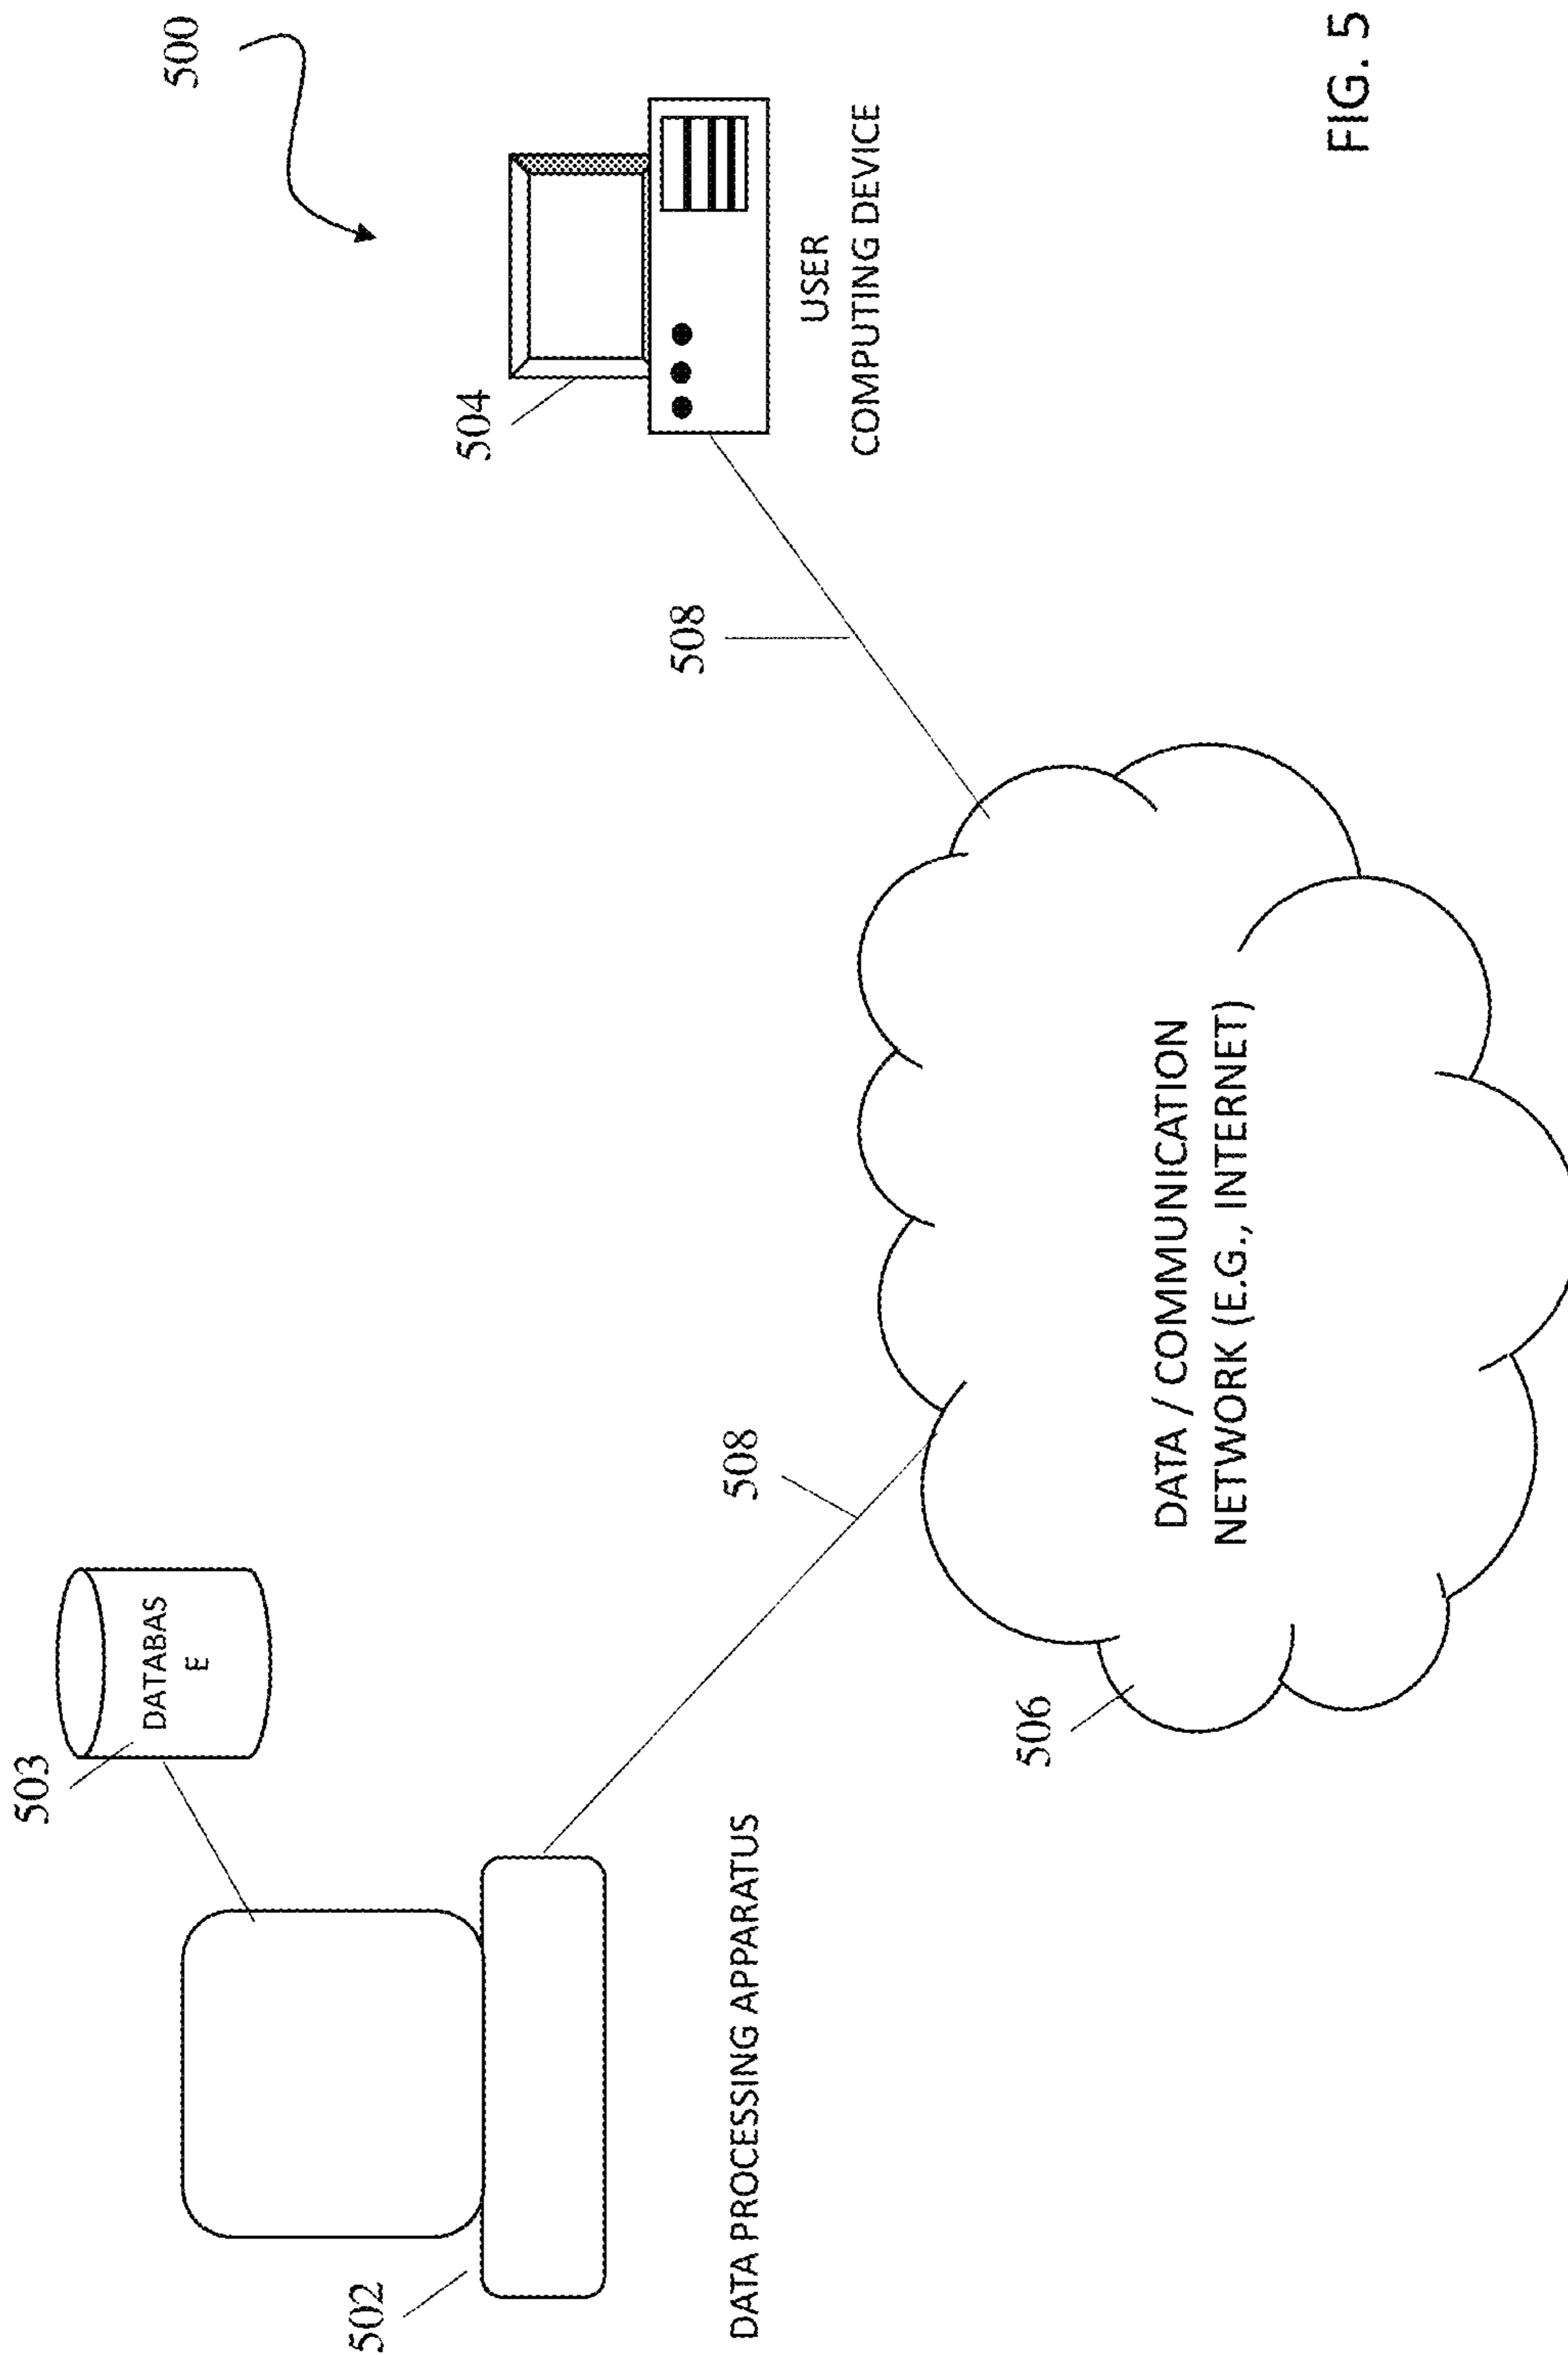 500
503
DATABAS
E
502
504
508
USER
COMPUTING DEVICE
508
DATA PROCESSING APPARATUS
506
DATA / COMMUNICATION
NETWORK (E.G., INTERNET)
FIG. 5